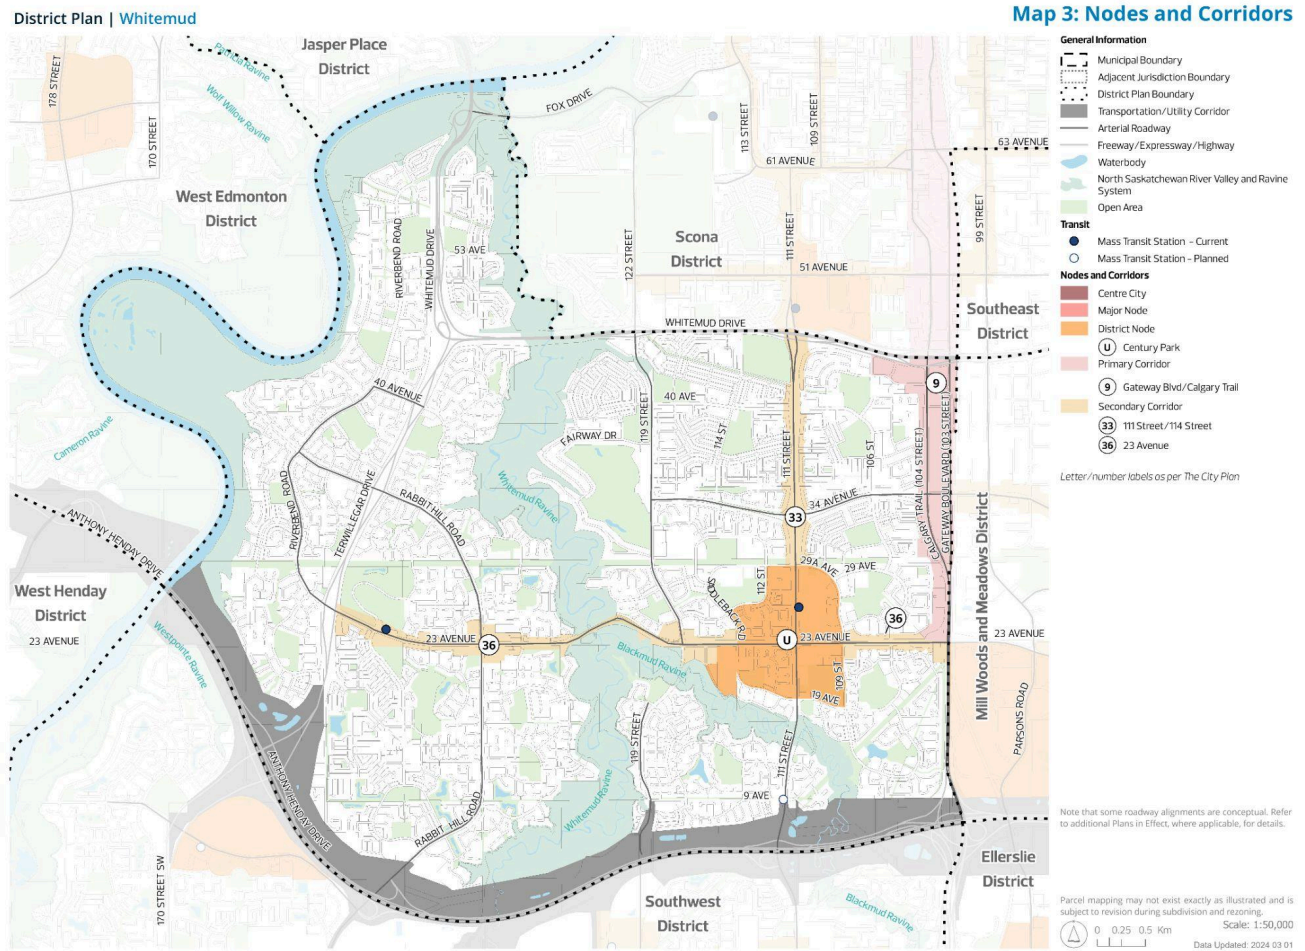 District Plan | Whitemud
Map 3: Nodes and Corridors
General Information
Municipal Boundary
Adjacent Jurisdiction Boundary
District Plan Boundary
Transportation/Utility Corridor
Arterial Roadway
Freeway/Expressway/Highway
Waterbody
North Saskatchewan River Valley and Ravine
System
Open Area
Transit
Mass Transit Station - Current
Mass Transit Station - Planned
Nodes and Corridors
Centre City
Major Node
District Node
U Century Park
Primary Corridor
9 Gateway Blvd/Calgary Trail
Secondary Corridor
33 111 Street/114 Street
36 23 Avenue
Letter/number labels as per The City Plan
Note that some roadway alignments are conceptual. Refer
to additional Plans in Effect, where applicable, for details.
Parcel mapping may not exist exactly as illustrated and is
subject to revision during subdivision and rezoning.
Scale: 1:50,000
0 0.25 0.5 Km
Data Updated: 2024 03 01
Jasper Place
District
Patricia Ravine
Wolf Willow Ravine
178 STREET
170 STREET
FOX DRIVE
113 STREET
109 STREET
61 AVENUE
63 AVENUE
West Edmonton
District
RIVERBEND ROAD
WHITEMUD DRIVE
53 AVE
122 STREET
Scona
District
111 STREET
51 AVENUE
99 STREET
Southeast
District
WHITEMUD DRIVE
9
40 AVENUE
40 AVE
119 STREET
114 ST
111 STREET
106 ST
FAIRWAY DR
Cameron Ravine
RIVERBEND ROAD
TERWILLEGAR DRIVE
RABBIT HILL ROAD
Whitemud Ravine
34 AVENUE
33
CALGARY TRAIL (104 STREET)
GATEWAY BOULEVARD (103 STREET)
Mill Woods and Meadows District
ANTHONY HENDAY DRIVE
29A AVE
29 AVE
112 ST
SADDLEBACK RD
West Henday
District
23 AVENUE
Westpointe Ravine
23 AVENUE
36
U
23 AVENUE
36
23 AVENUE
Blackmud Ravine
109 ST
19 AVE
PARSONS ROAD
119 STREET
111 STREET
ANTHONY HENDAY DRIVE
9 AVE
Whitemud Ravine
RABBIT HILL ROAD
170 STREET SW
Southwest
District
Ellerslie
District
Blackmud Ravine